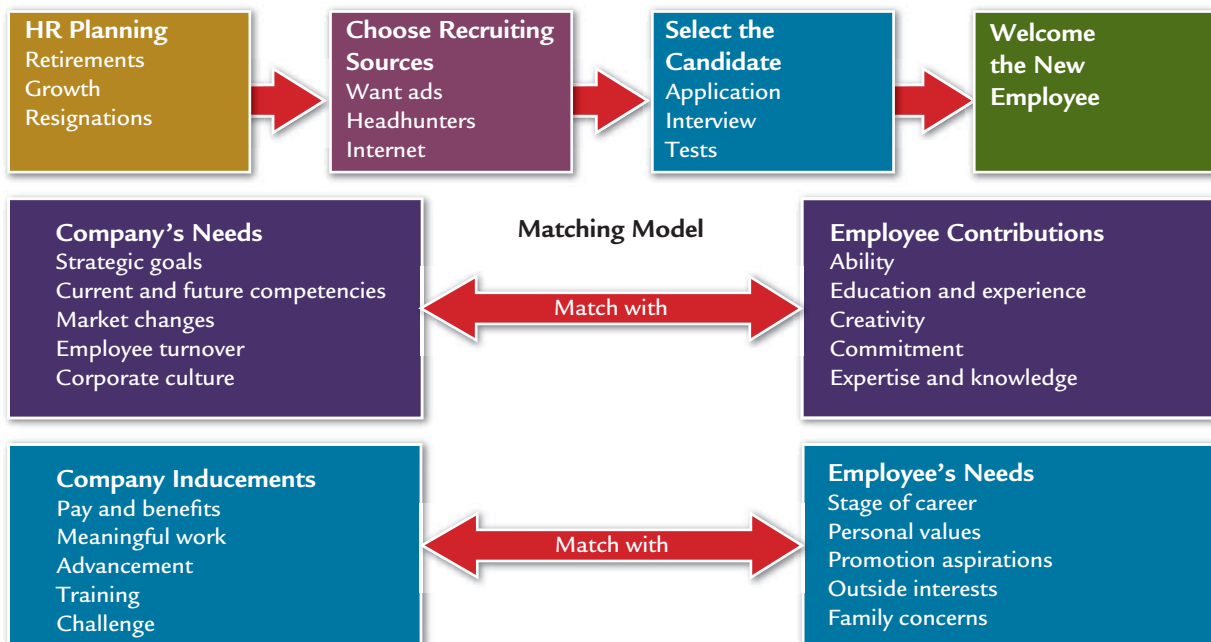 HR Planning
Retirements
Growth
Resignations
Choose Recruiting
Sources
Want ads
Headhunters
Internet
Select the
Candidate
Application
Interview
Tests
Welcome
the New
Employee
Company's Needs
Strategic goals
Current and future competencies
Market changes
Employee turnover
Corporate culture
Matching Model
Match with
Employee Contributions
Ability
Education and experience
Creativity
Commitment
Expertise and knowledge
Company Inducements
Pay and benefits
Meaningful work
Advancement
Training
Challenge
Match with
Employee's Needs
Stage of career
Personal values
Promotion aspirations
Outside interests
Family concerns